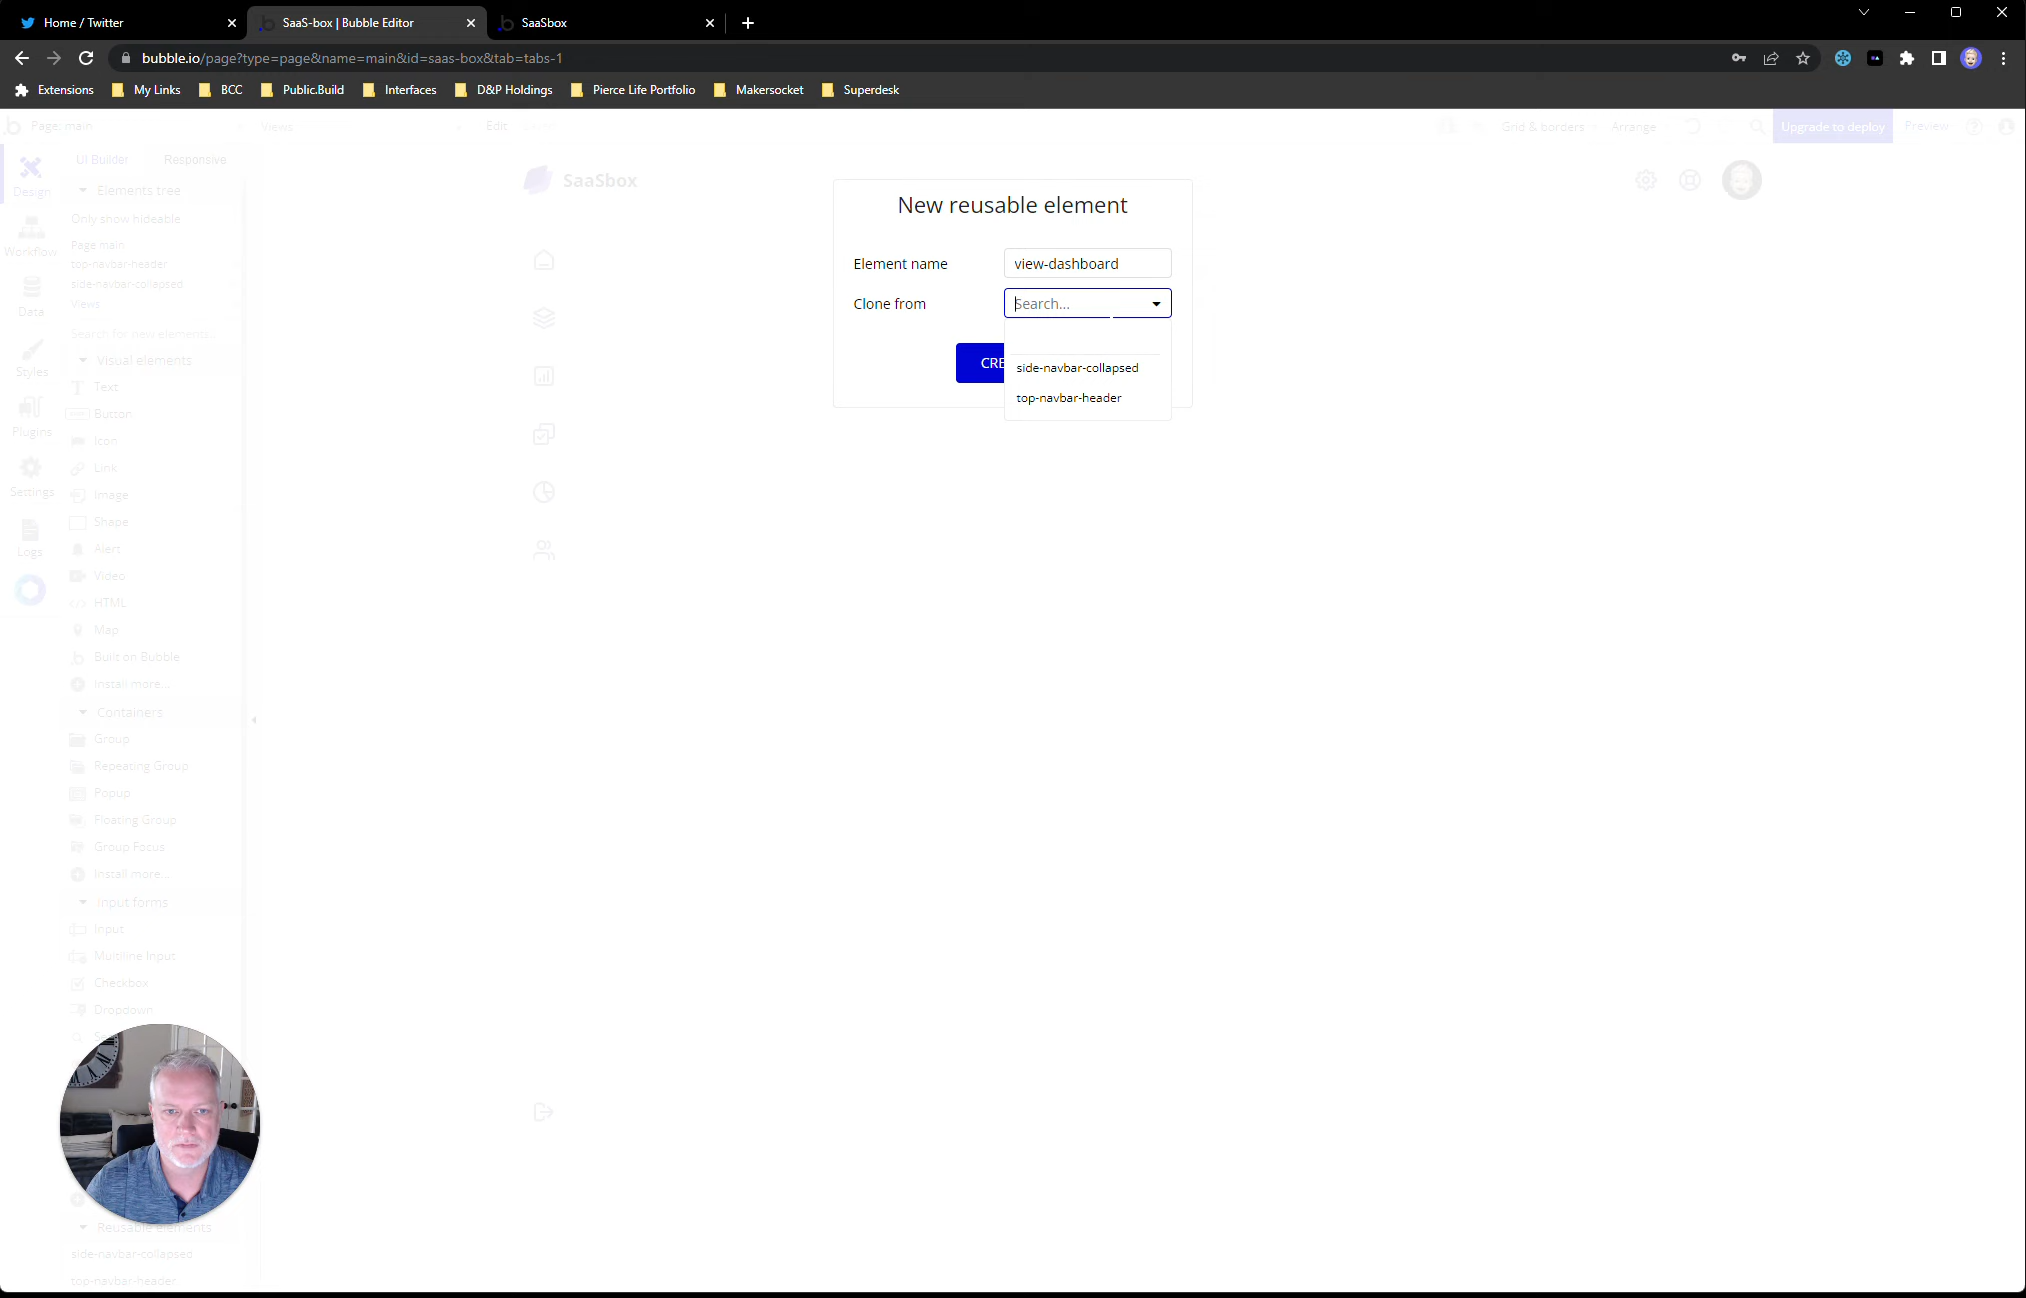 Home / Twitter
SaaS-box | Bubble Editor
SaaSbox
bubble.io/page?type=page&name=main&id=saas-box&tab=tabs-1
Extensions
My Links
BCC
Public.Build
Interfaces
D&P Holdings
Pierce Life Portfolio
Makersocket
Superdesk
Page: main
Views
Edit
Grid & borders
Arrange
Upgrade to deploy
Preview
UI Builder
Responsive
Design
Workflow
Data
Styles
Plugins
Settings
Logs
Elements tree
Only show hideable
Page main
top-navbar-header
side-navbar-collapsed
Views
Search for new elements...
Visual elements
Text
Button
Icon
Link
Image
Shape
Alert
Video
HTML
Map
Built on Bubble
Install more...
Containers
Group
Repeating Group
Popup
Floating Group
Group Focus
Install more...
Input forms
Input
Multiline Input
Checkbox
Dropdown
Reusable elements
side-navbar-collapsed
top-navbar-header
SaaSbox
New reusable element
Element name
view-dashboard
Clone from
Search...
CRE
side-navbar-collapsed
top-navbar-header